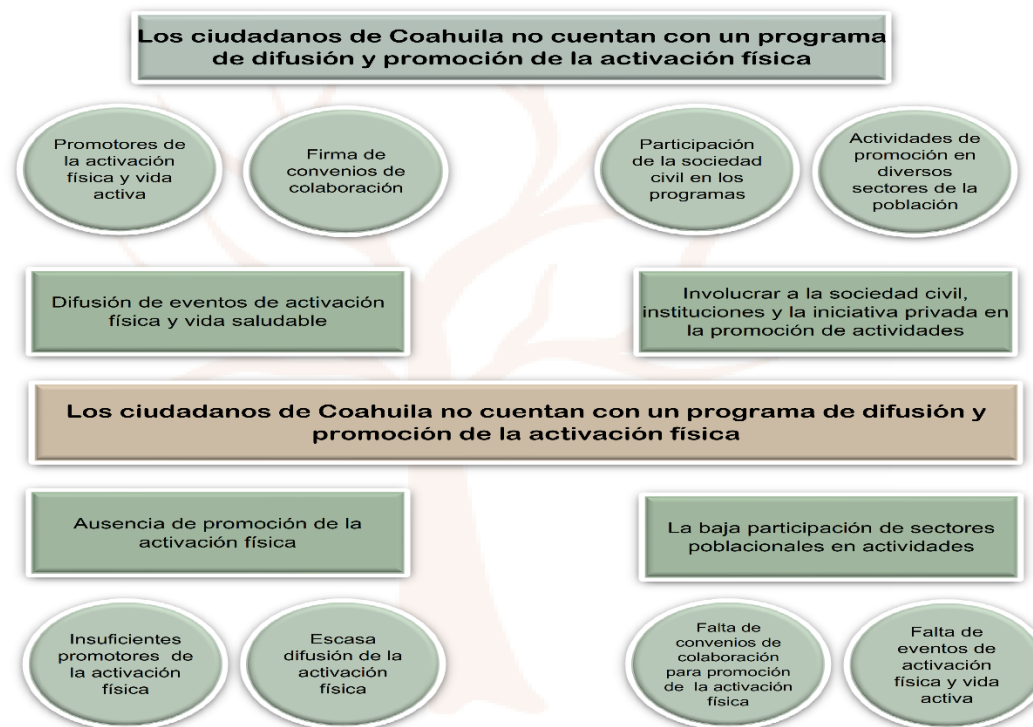 Los ciudadanos de Coahuila no cuentan con un programa
de difusión y promoción de la activación física
Promotores de
la activación
física y vida
activa
Firma de
convenios de
colaboración
Participación
de la sociedad
civil en los
programas
Actividades de
promoción en
diversos
sectores de la
población
Difusión de eventos de activación
física y vida saludable
Involucrar a la sociedad civil,
instituciones y la iniciativa privada en
la promoción de actividades
Los ciudadanos de Coahuila no cuentan con un programa de difusión y
promoción de la activación física
Ausencia de promoción de la
activación física
La baja participación de sectores
poblacionales en actividades
Insuficientes
promotores de
la activación
física
Escasa
difusión de la
activación
física
Falta de
convenios de
colaboración
para promoción
de la activación
física
Falta de
eventos de
activación
física y vida
activa